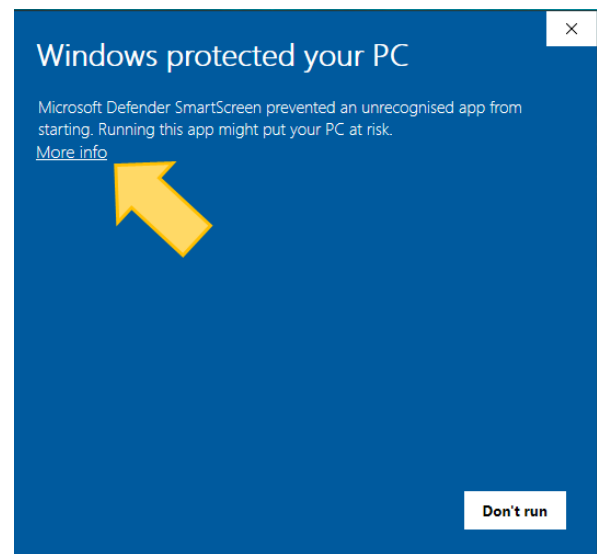 Windows protected your PC
Microsoft Defender SmartScreen prevented an unrecognised app from
starting. Running this app might put your PC at risk.
More info
Don't run